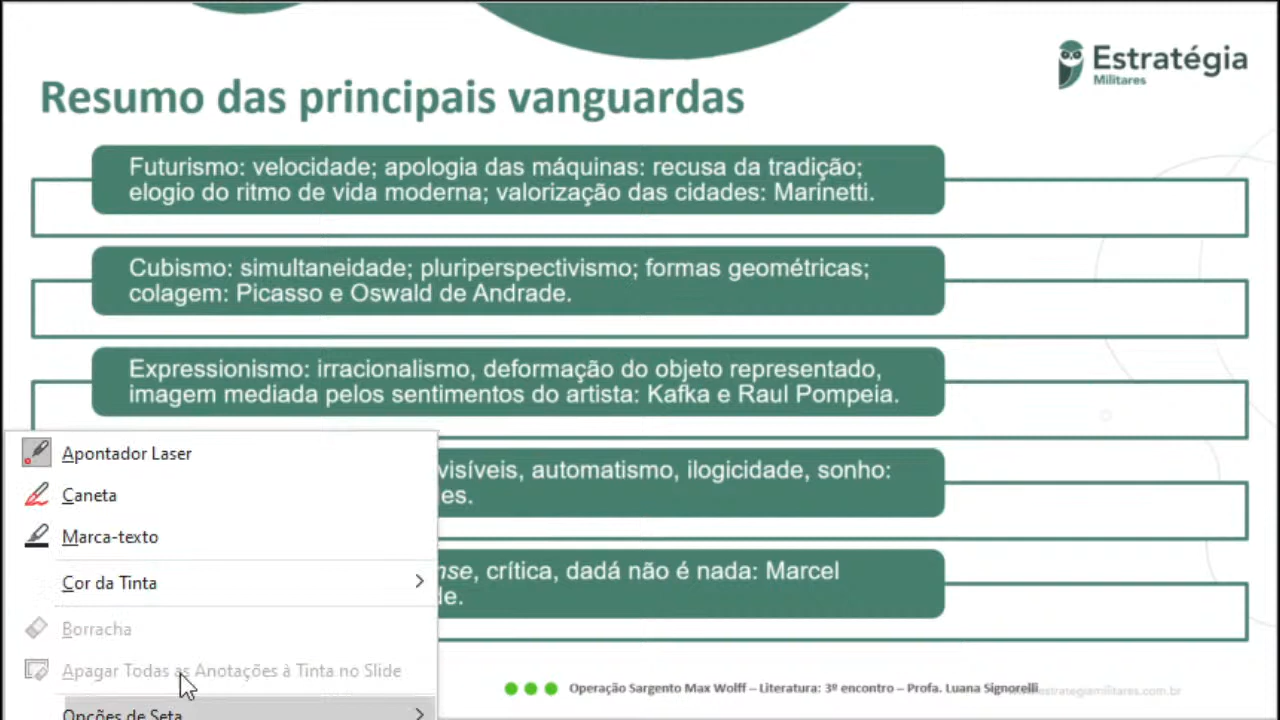 Estratégia
Militares
Resumo das principais vanguardas
Futurismo: velocidade; apologia das máquinas: recusa da tradição;
elogio do ritmo de vida moderna; valorização das cidades: Marinetti.
Cubismo: simultaneidade; pluriperspectivismo; formas geométricas;
colagem: Picasso e Oswald de Andrade.
Expressionismo: irracionalismo, deformação do objeto representado,
imagem mediada pelos sentimentos do artista: Kafka e Raul Pompeia.
visíveis, automatismo, ilogicidade, sonho:
es.
nse, crítica, dadá não é nada: Marcel
de.
Apontador Laser
Caneta
Marca-texto
Cor da Tinta
Borracha
Apagar Todas as Anotações à Tinta no Slide
Opções de Seta
Operação Sargento Max Wolff – Literatura: 3º encontro – Profa. Luana Signorelli
estrategiamilitares.com.br